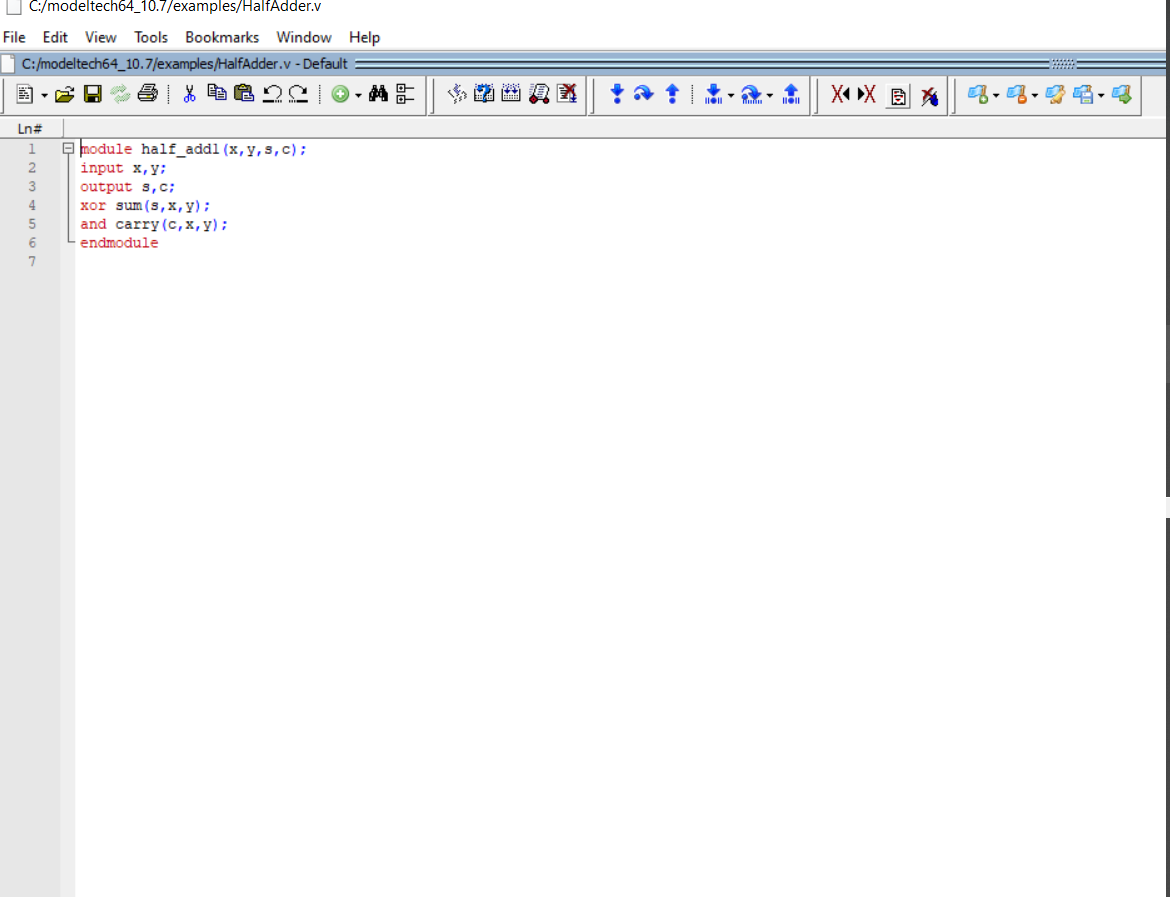 C:/modeltech64_10.7/examples/HalfAdder.v
File Edit View Tools Bookmarks Window Help
C:/modeltech64_10.7/examples/HalfAdder.v - Default
Ln#
1 module half_add1(x,y,s,c);
2 input x,y;
3 output s,c;
4 xor sum(s,x,y);
5 and carry(c,x,y);
6 endmodule
7